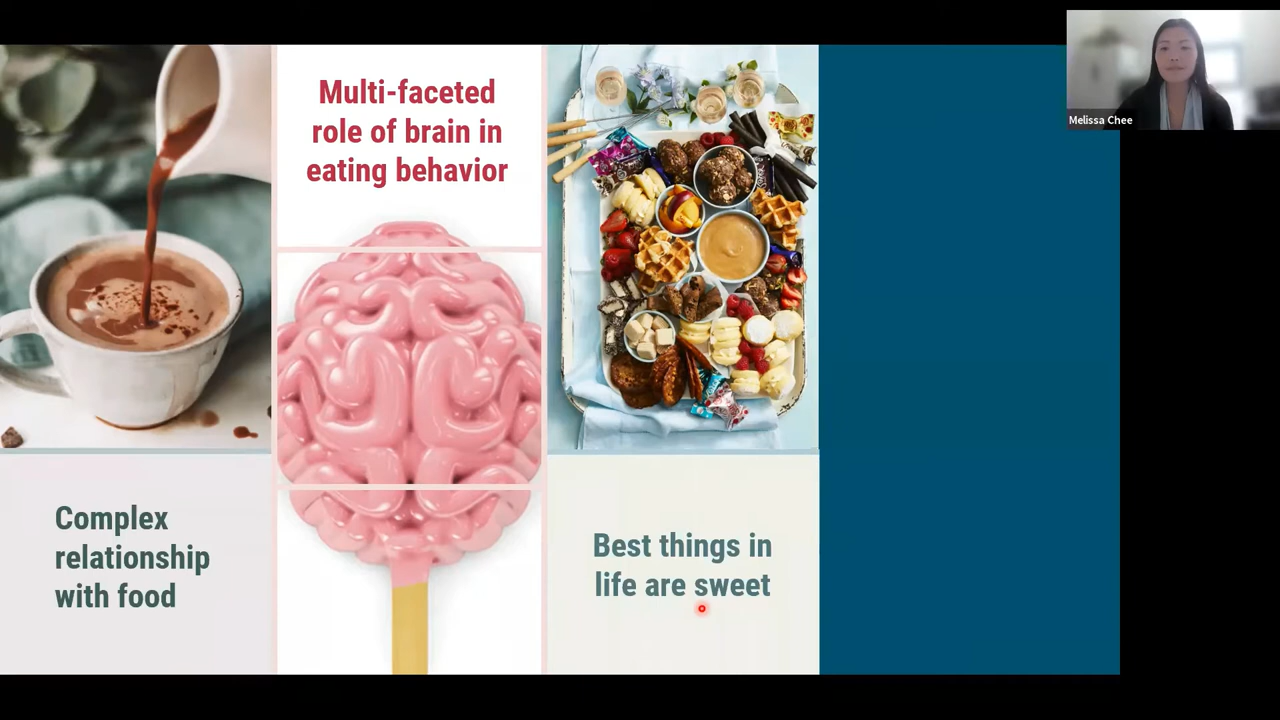 Multi-faceted
role of brain in
eating behavior
Complex
relationship
with food
Best things in
life are sweet
Melissa Chee